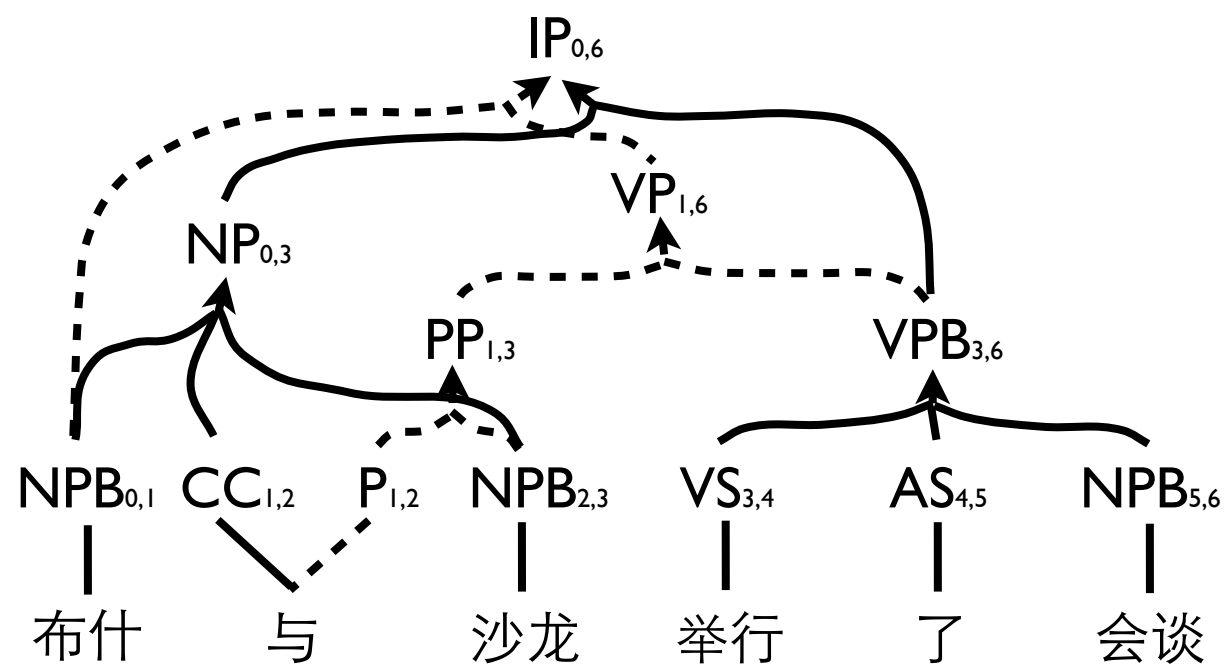 IP0,6
VP1,6
NP0,3
PP1,3 VPB3,6
NPB0,1 CC1,2 P1,2 NPB2,3 VS3,4 AS4,5 NPB5,6
布什 与 沙龙 举行 了 会谈